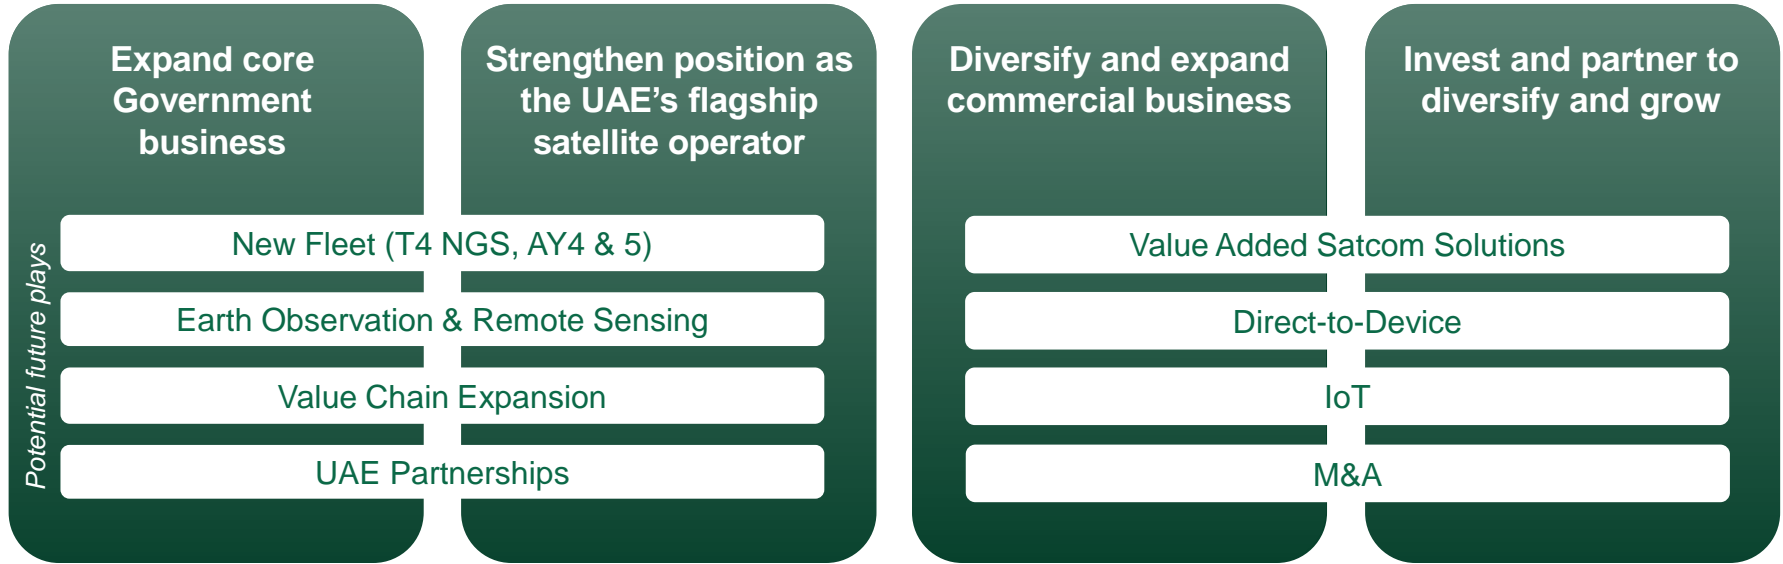 Expand core
Government
business
Strengthen position as
the UAE's flagship
satellite operator
Diversify and expand
commercial business
Invest and partner to
diversify and grow
Potential future plays
New Fleet (T4 NGS, AY4 & 5)
Earth Observation & Remote Sensing
Value Chain Expansion
UAE Partnerships
Value Added Satcom Solutions
Direct-to-Device
IoT
M&A